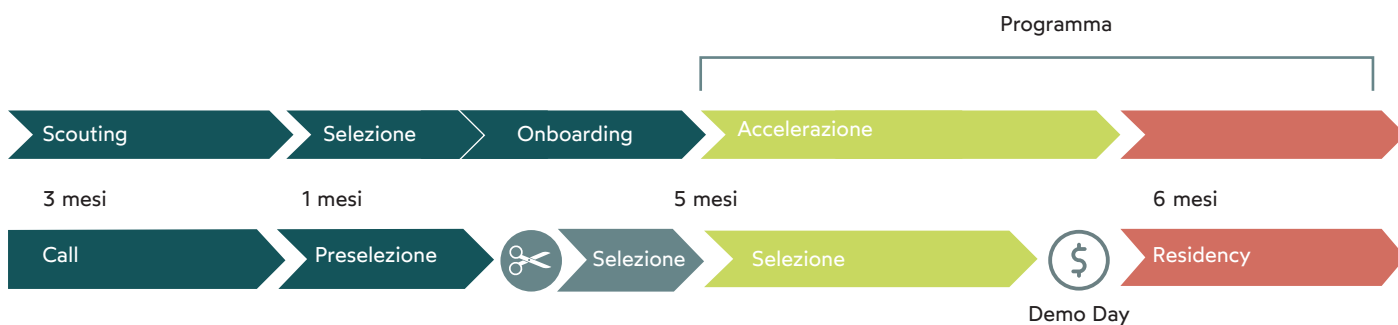 Programma
Scouting
Selezione
Onboarding
Accelerazione
3 mesi
1 mesi
5 mesi
6 mesi
Call
Preselezione
Selezione
Selezione
$
Residency
Demo Day